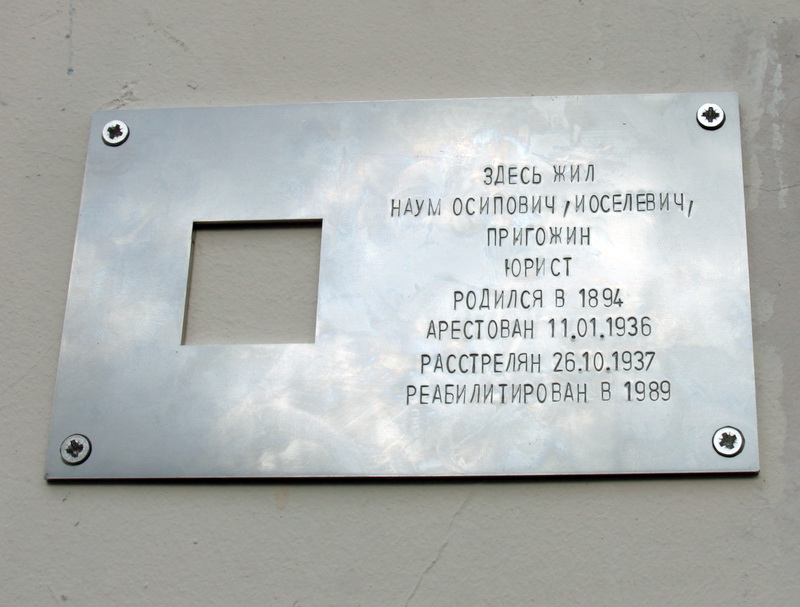 ЗДЕСЬ ЖИЛ
НАУМ ОСИПОВИЧ ,ИОСЕЛЕВИЧ,
ПРИГОЖИН
ЮРИСТ
РОДИЛСЯ В 1894
АРЕСТОВАН 11.01.1936
РАССТРЕЛЯН 26.10.1937
РЕАБИЛИТИРОВАН В 1989